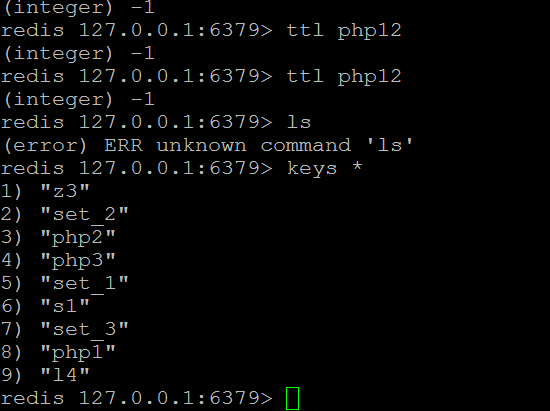 (integer) -1
redis 127.0.0.1:6379> ttl php12
(integer) -1
redis 127.0.0.1:6379> ttl php12
(integer) -1
redis 127.0.0.1:6379> ls
(error) ERR unknown command 'ls'
redis 127.0.0.1:6379> keys *
1) "z3"
2) "set_2"
3) "php2"
4) "php3"
5) "set_1"
6) "s1"
7) "set_3"
8) "php1"
9) "l4"
redis 127.0.0.1:6379>